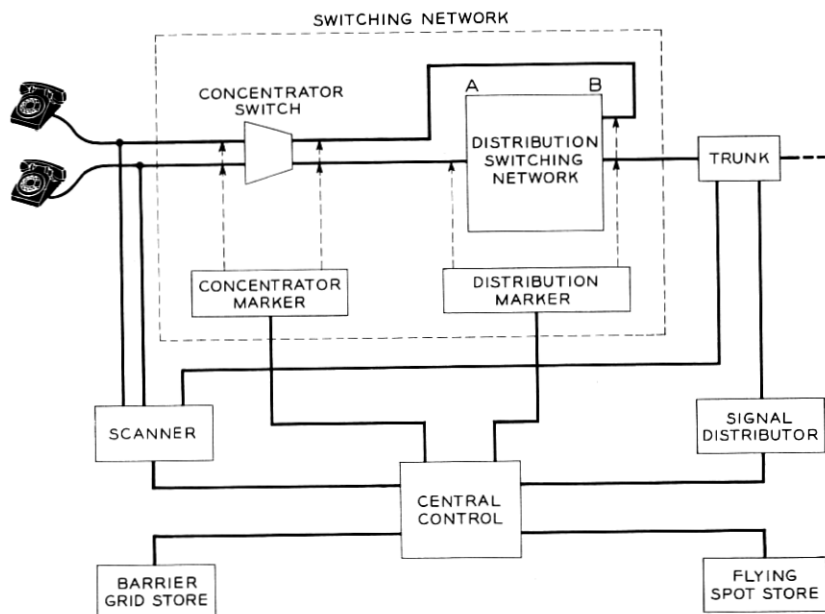 SWITCHING NETWORK
CONCENTRATOR
SWITCH
A
B
DISTRIBUTION
SWITCHING
NETWORK
TRUNK
CONCENTRATOR
MARKER
DISTRIBUTION
MARKER
SCANNER
SIGNAL
DISTRIBUTOR
CENTRAL
CONTROL
BARRIER
GRID STORE
FLYING
SPOT STORE